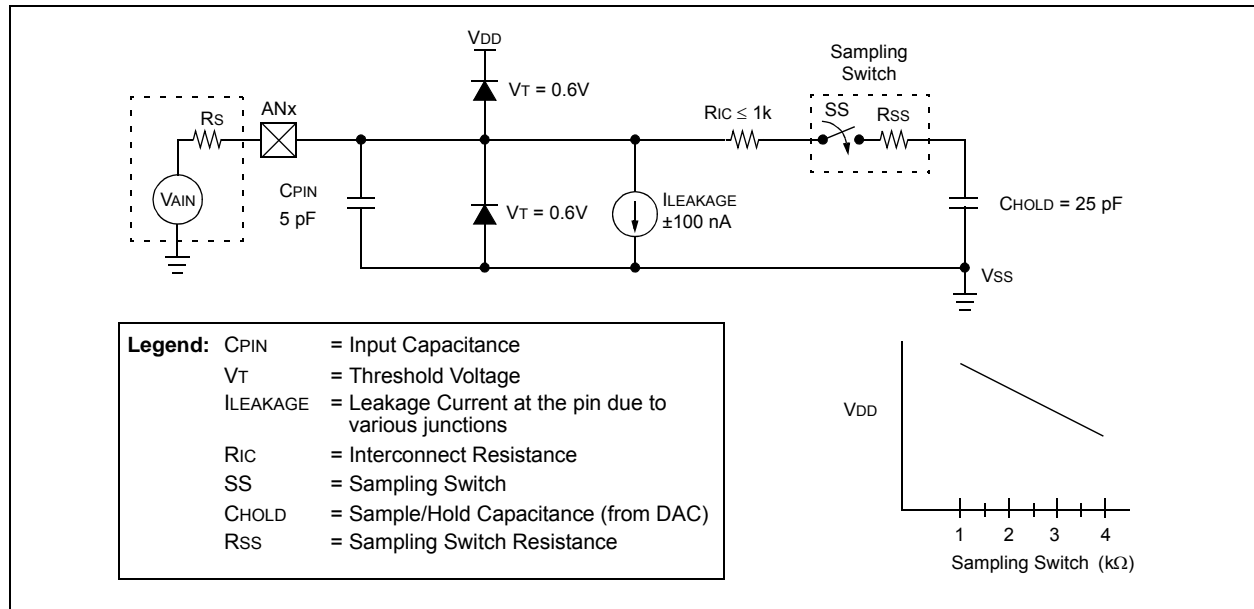 VDD
Sampling
Switch
VT = 0.6V
RS
ANx
RIC ≤ 1k
SS
RSS
VAIN
CPIN
5 pF
VT = 0.6V
ILEAKAGE
±100 nA
CHOLD = 25 pF
VSS
Legend: CPIN = Input Capacitance
VT = Threshold Voltage
ILEAKAGE = Leakage Current at the pin due to
various junctions
RIC = Interconnect Resistance
SS = Sampling Switch
CHOLD = Sample/Hold Capacitance (from DAC)
RSS = Sampling Switch Resistance
VDD
1 2 3 4
Sampling Switch (kΩ)